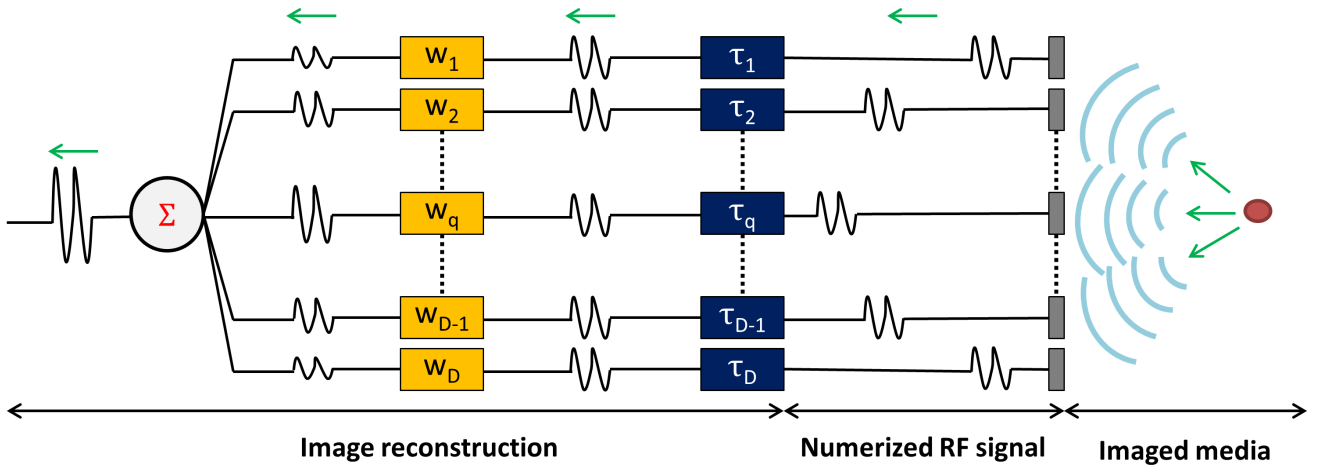 w1 τ1
w2 τ2
Σ wq τq
wD-1 τD-1
wD τD
Image reconstruction Numerized RF signal Imaged media